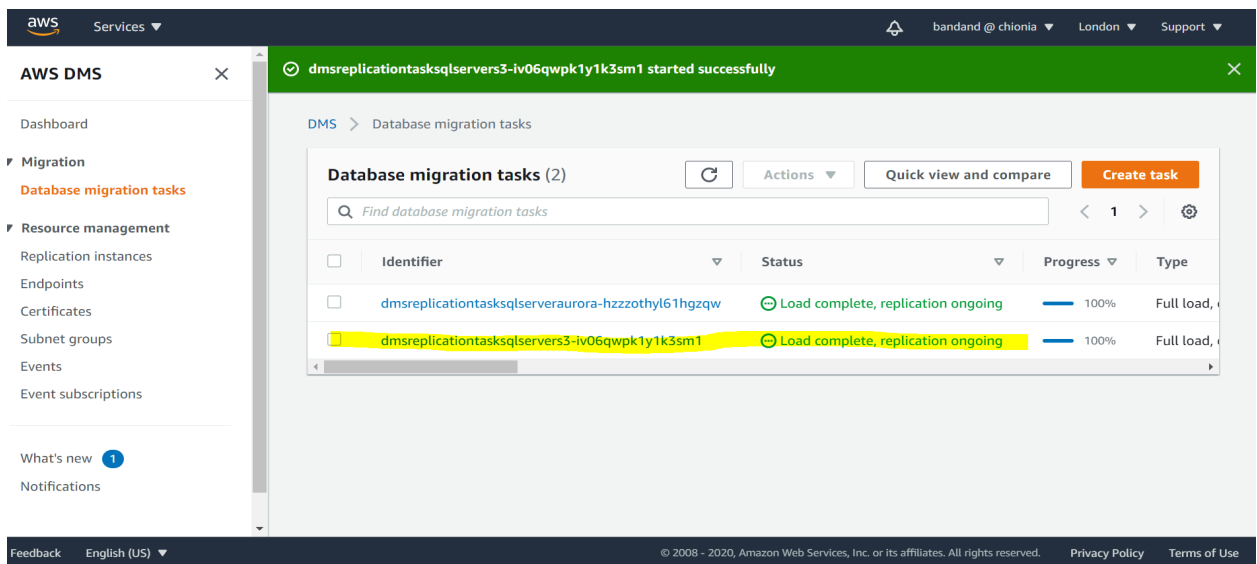 aws Services bandand @ chionia London Support
AWS DMS
dmsreplicationtasksqlservers3-iv06qwpk1y1k3sm1 started successfully
Dashboard
Migration
Database migration tasks
Resource management
Replication instances
Endpoints
Certificates
Subnet groups
Events
Event subscriptions
What's new 1
Notifications
DMS > Database migration tasks
Database migration tasks (2) Actions Quick view and compare Create task
Find database migration tasks < 1 >
Identifier Status Progress Type
dmsreplicationtasksqlserveraurora-hzzzothyl61hgzqw Load complete, replication ongoing 100% Full load,
dmsreplicationtasksqlservers3-iv06qwpk1y1k3sm1 Load complete, replication ongoing 100% Full load,
Feedback English (US) © 2008 - 2020, Amazon Web Services, Inc. or its affiliates. All rights reserved. Privacy Policy Terms of Use